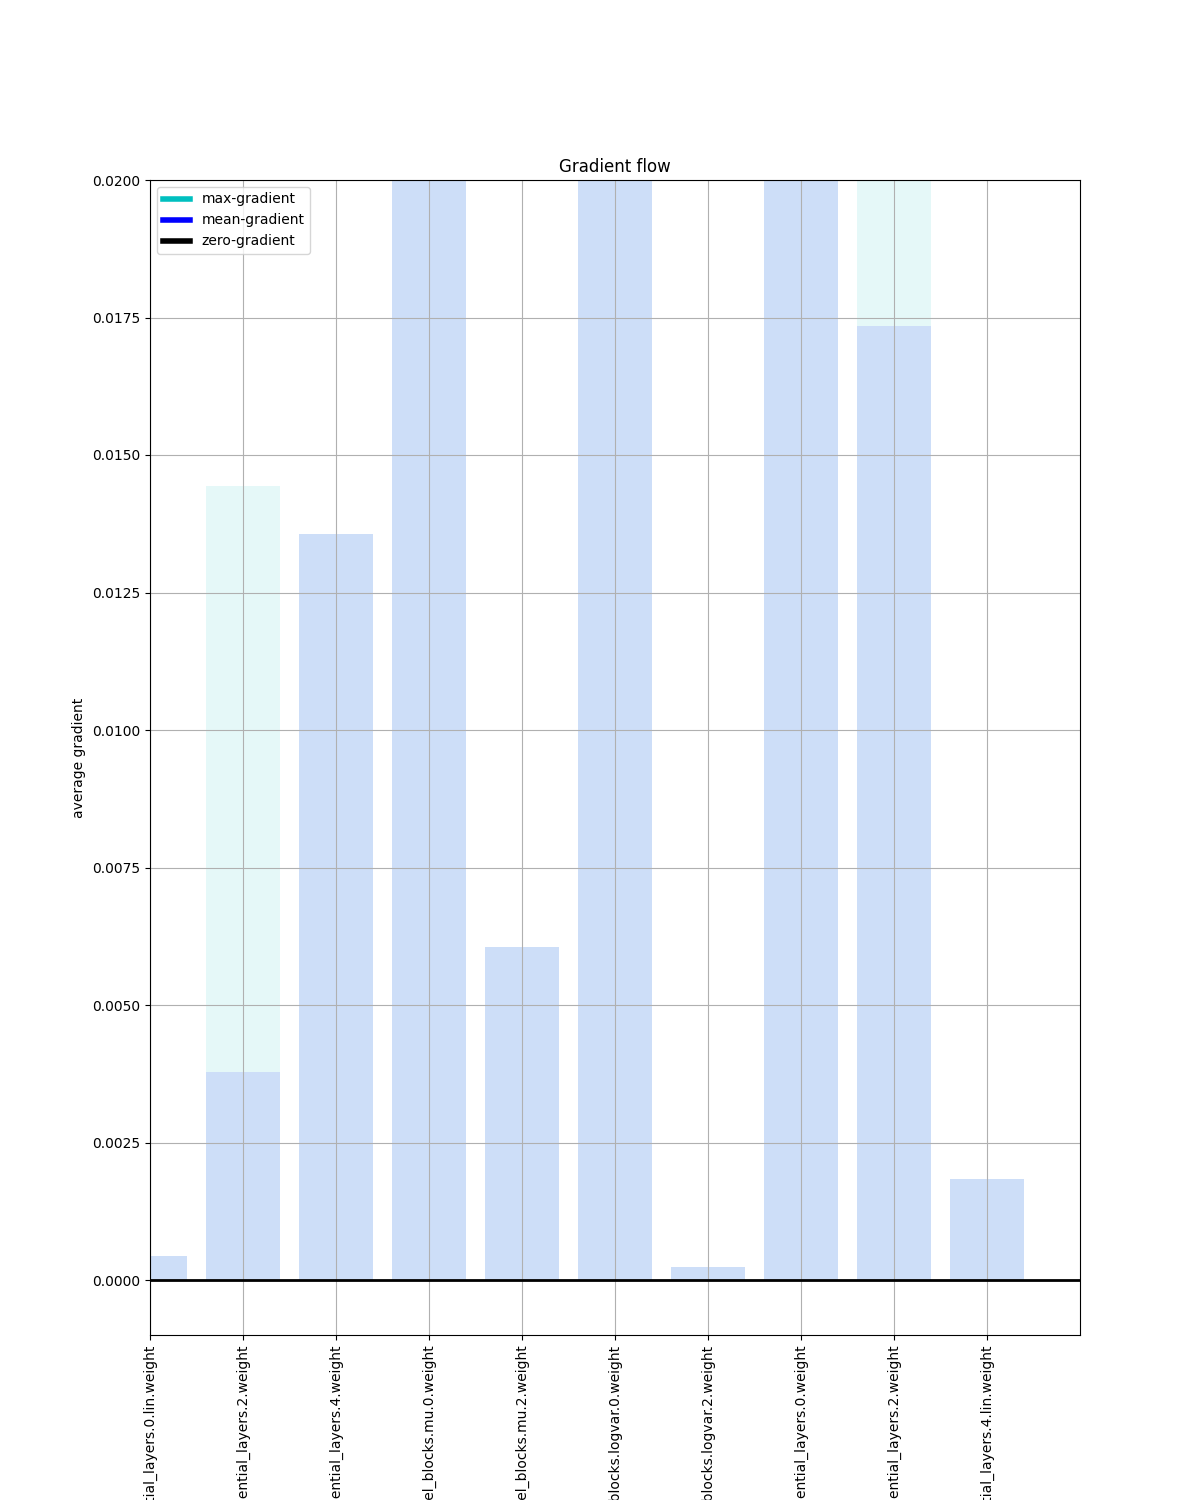 Gradient flow
max-gradient
mean-gradient
zero-gradient
0.0200
0.0175
0.0150
0.0125
0.0100
0.0075
0.0050
0.0025
0.0000
average gradient
tial_layers.0.lin.weight
ential_layers.2.weight
ential_layers.4.weight
el_blocks.mu.0.weight
el_blocks.mu.2.weight
blocks.logvar.0.weight
blocks.logvar.2.weight
ential_layers.0.weight
ential_layers.2.weight
tial_layers.4.lin.weight